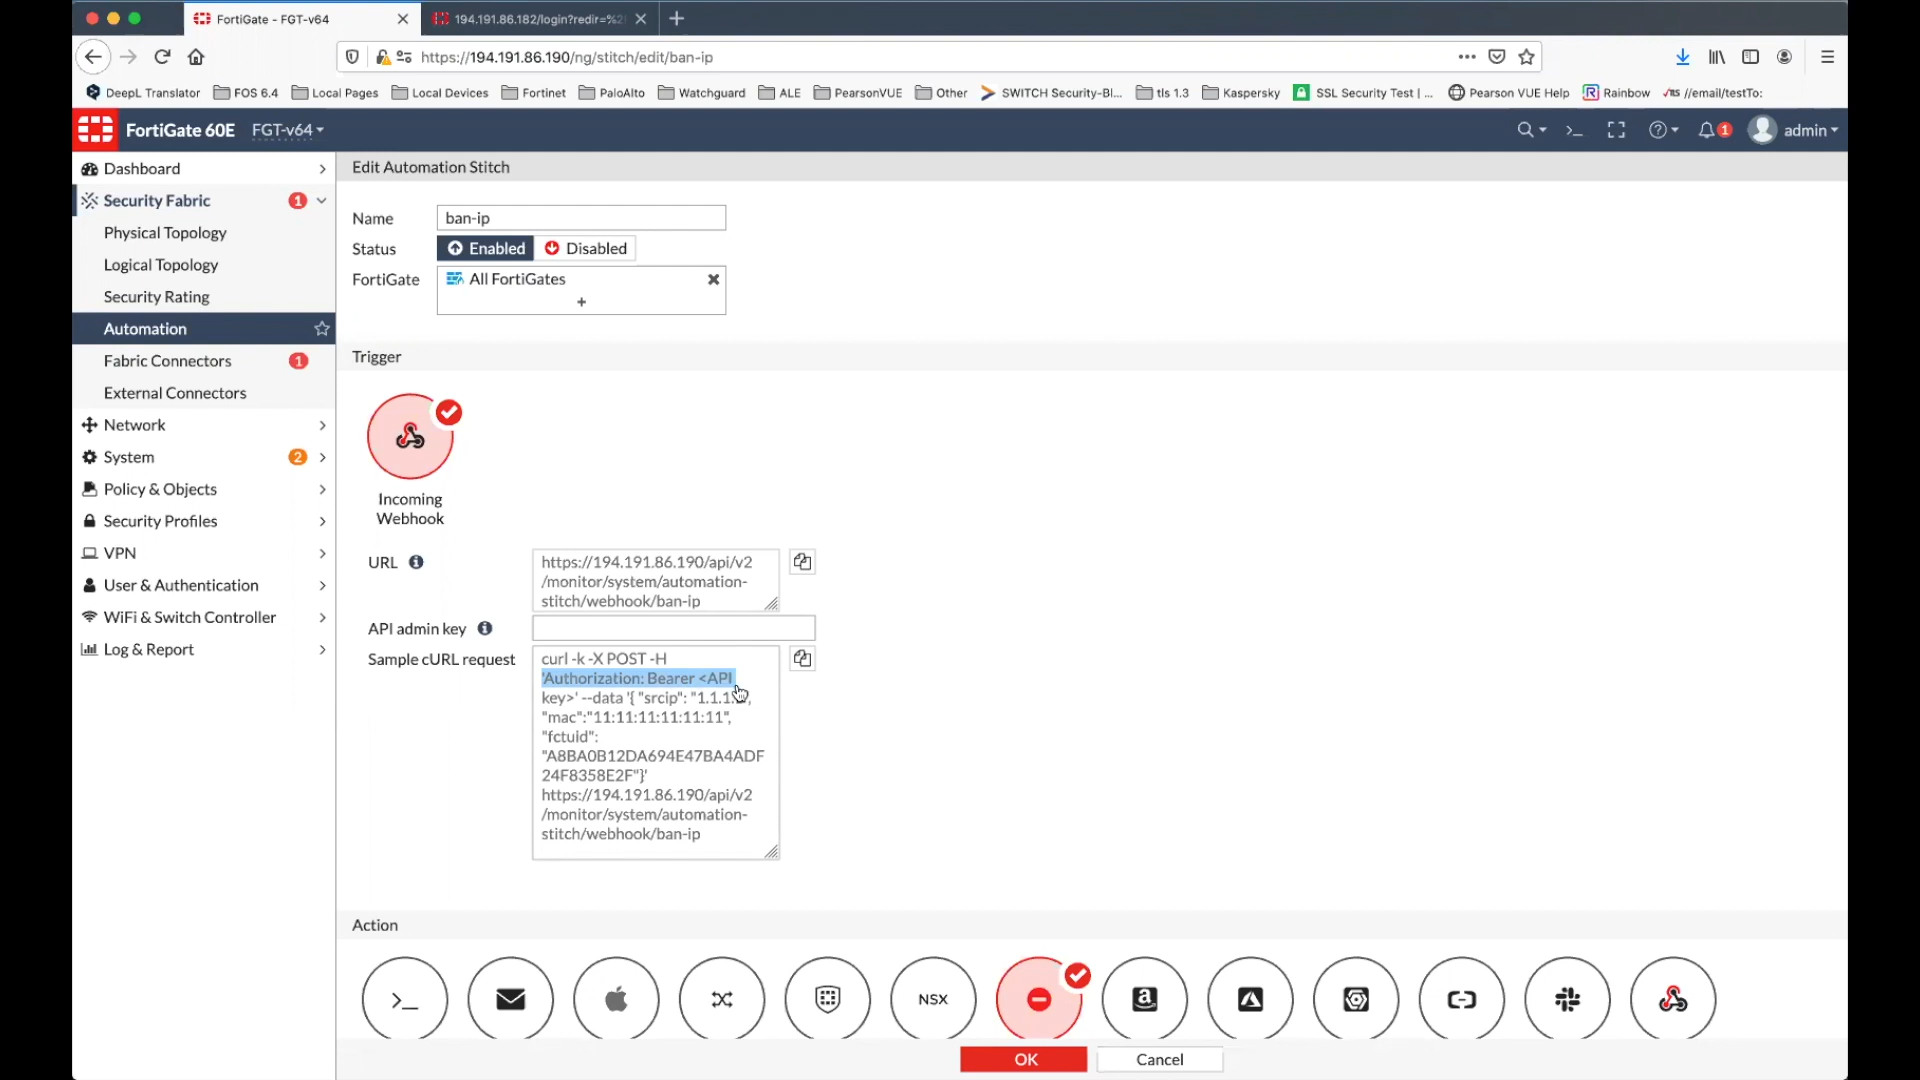 FortiGate - FGT-v64
194.191.86.182/login?redir=%2
https://194.191.86.190/ng/stitch/edit/ban-ip
DeepL Translator FOS 6.4 Local Pages Local Devices Fortinet PaloAlto Watchguard ALE PearsonVUE Other SWITCH Security-Bl... tls 1.3 Kaspersky SSL Security Test | ... Pearson VUE Help Rainbow //email/testTo:
FortiGate 60E FGT-v64 1 admin
Dashboard
Security Fabric 1
Physical Topology
Logical Topology
Security Rating
Automation
Fabric Connectors 1
External Connectors
Network
System 2
Policy & Objects
Security Profiles
VPN
User & Authentication
WiFi & Switch Controller
Log & Report
Edit Automation Stitch
Name ban-ip
Status Enabled Disabled
FortiGate All FortiGates
+
Trigger
Incoming
Webhook
URL https://194.191.86.190/api/v2
/monitor/system/automation-
stitch/webhook/ban-ip
API admin key
Sample cURL request curl -k -X POST -H
'Authorization: Bearer <API
key>' --data '{ "srcip": "1.1.1.
"mac":"11:11:11:11:11:11",
"fctuid":
"A8BA0B12DA694E47BA4ADF
24F8358E2F"}'
https://194.191.86.190/api/v2
/monitor/system/automation-
stitch/webhook/ban-ip
Action
NSX
OK Cancel